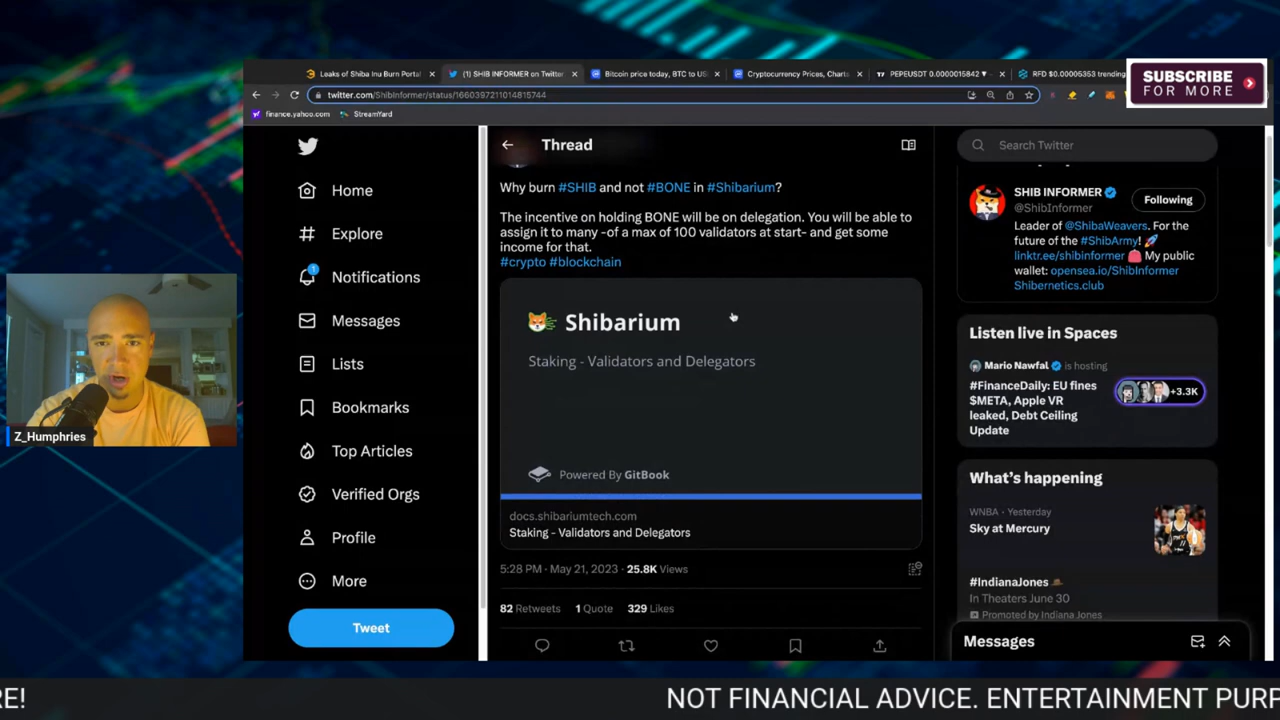 Leaks of Shiba Inu Burn Portal
(1) SHIB INFORMER on Twitter
Bitcoin price today, BTC to US
Cryptocurrency Prices, Charts
PEPEUSDT 0.0000015842 ▼
RFD $0.00005353 trending
SUBSCRIBE
FOR MORE
twitter.com/ShibInformer/status/1660397211014815744
finance.yahoo.com
StreamYard
Home
Explore
1
Notifications
Messages
Lists
Bookmarks
Top Articles
Verified Orgs
Profile
More
Tweet
Z_Humphries
Thread
Why burn #SHIB and not #BONE in #Shibarium?
The incentive on holding BONE will be on delegation. You will be able to
assign it to many -of a max of 100 validators at start- and get some
income for that.
#crypto #blockchain
Shibarium
Staking - Validators and Delegators
Powered By GitBook
docs.shibariumtech.com
Staking - Validators and Delegators
5:28 PM · May 21, 2023 · 25.8K Views
82 Retweets 1 Quote 329 Likes
Search Twitter
SHIB INFORMER
@ShibInformer
Following
Leader of @ShibaWeavers. For the
future of the #ShibArmy! 🚀
linktr.ee/shibinformer 👛 My public
wallet: opensea.io/ShibInformer
Shibernetics.club
Listen live in Spaces
Mario Nawfal is hosting
#FinanceDaily: EU fines
$META, Apple VR
leaked, Debt Ceiling
Update
+3.3K
What's happening
WNBA · Yesterday
Sky at Mercury
#IndianaJones
In Theaters June 30
Promoted by Indiana Jones
Messages
RE!
NOT FINANCIAL ADVICE. ENTERTAINMENT PURP